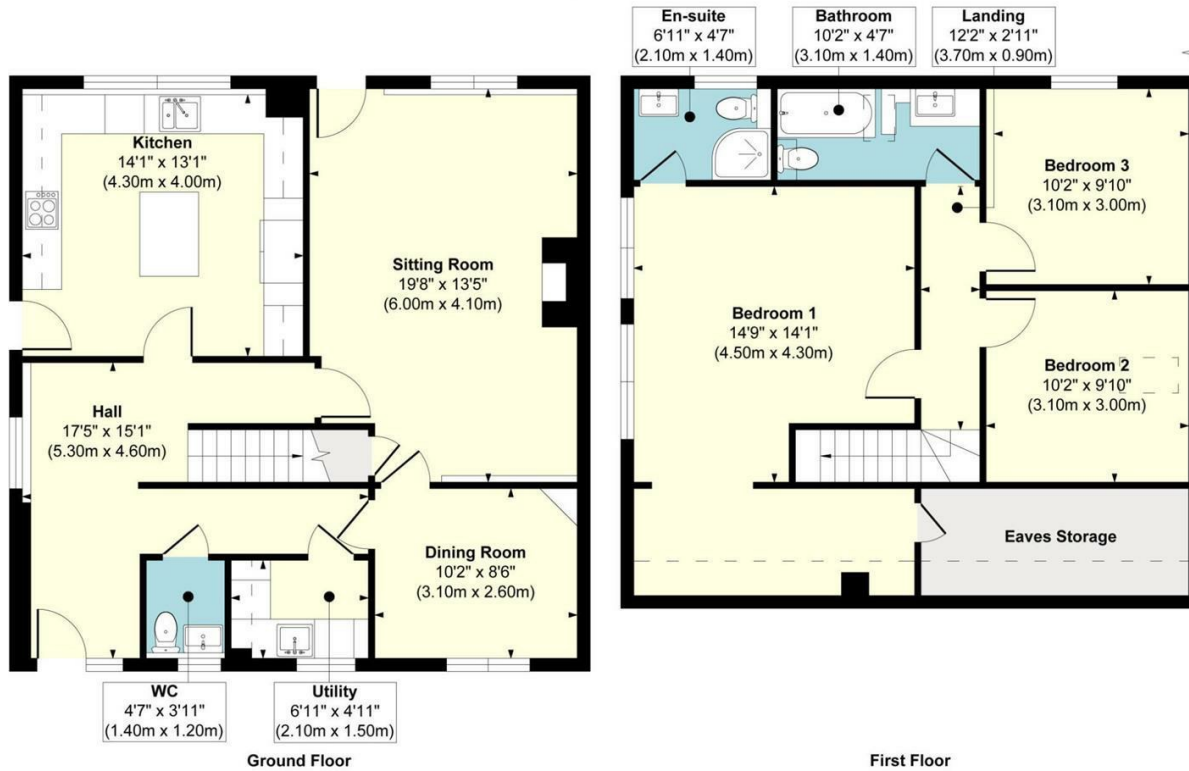 En-suite
6'11" x 4'7"
(2.10m x 1.40m)
Bathroom
10'2" x 4'7"
(3.10m x 1.40m)
Landing
12'2" x 2'11"
(3.70m x 0.90m)
Kitchen
14'1" x 13'1"
(4.30m x 4.00m)
Sitting Room
19'8" x 13'5"
(6.00m x 4.10m)
Hall
17'5" x 15'1"
(5.30m x 4.60m)
Dining Room
10'2" x 8'6"
(3.10m x 2.60m)
WC
4'7" x 3'11"
(1.40m x 1.20m)
Utility
6'11" x 4'11"
(2.10m x 1.50m)
Ground Floor
Bedroom 3
10'2" x 9'10"
(3.10m x 3.00m)
Bedroom 1
14'9" x 14'1"
(4.50m x 4.30m)
Bedroom 2
10'2" x 9'10"
(3.10m x 3.00m)
Eaves Storage
First Floor